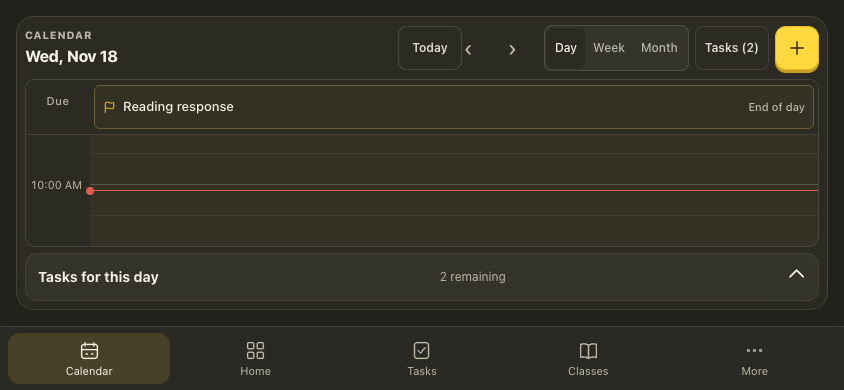 CALENDAR
Wed, Nov 18
Today
Day Week Month
Tasks (2)
Due
Reading response
End of day
10:00 AM
Tasks for this day
2 remaining
Calendar
Home
Tasks
Classes
More